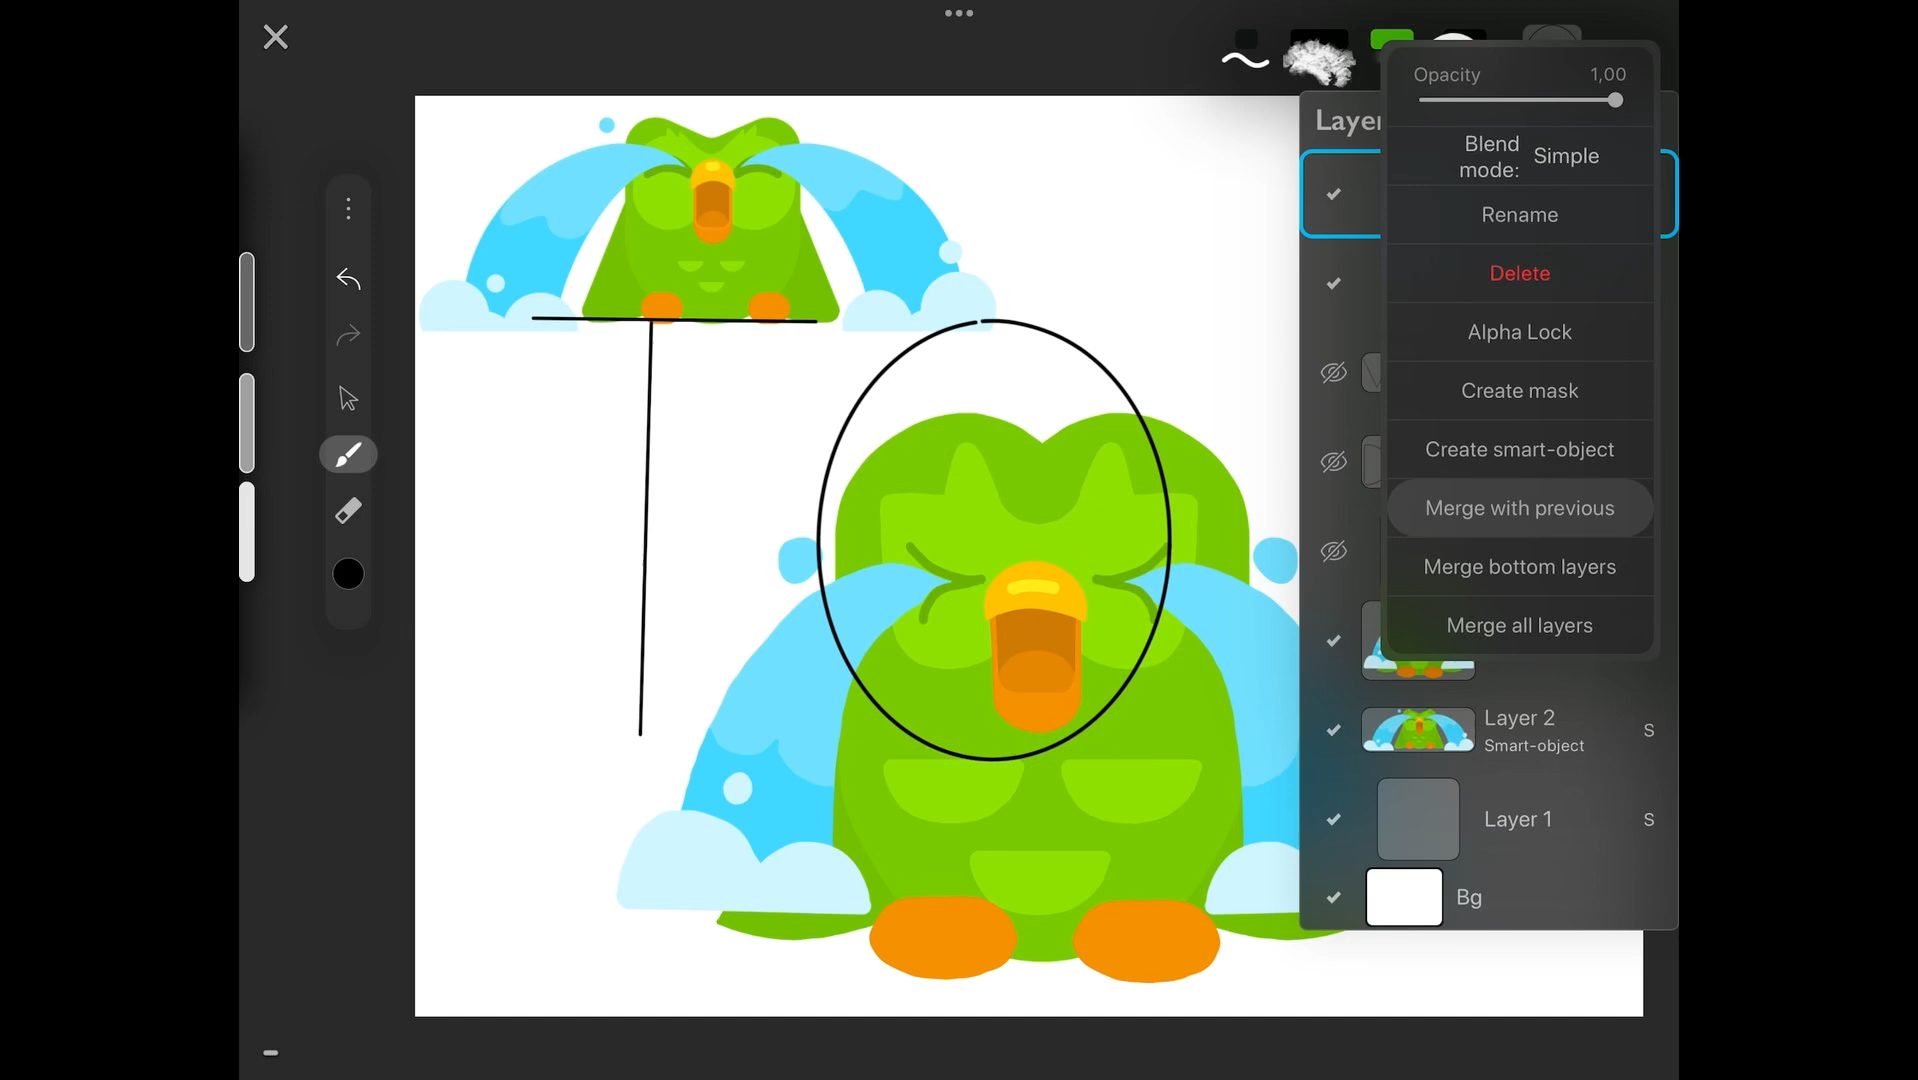 Opacity 1,00
Layer
Blend
mode: Simple
Rename
Delete
Alpha Lock
Create mask
Create smart-object
Merge with previous
Merge bottom layers
Merge all layers
Layer 2 S
Smart-object
Layer 1 S
Bg